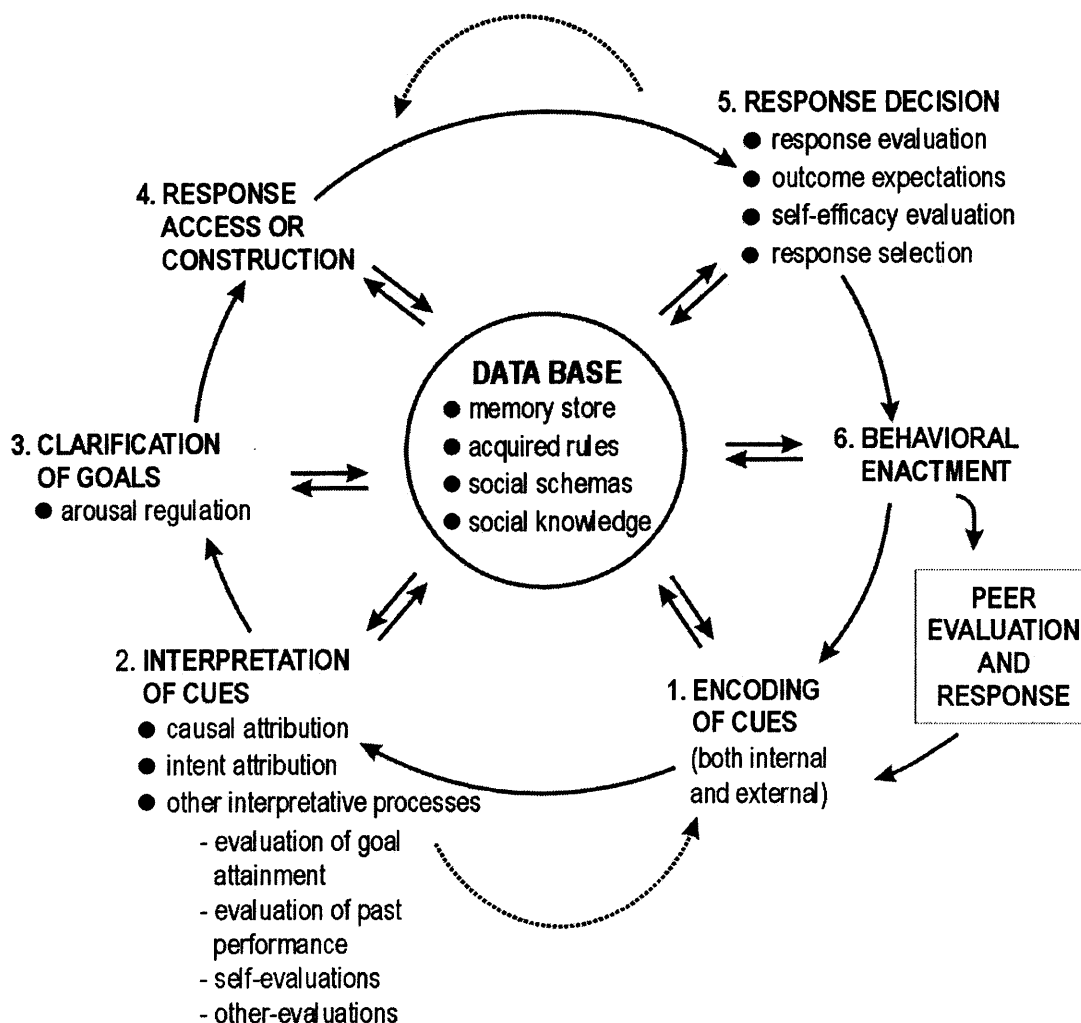 5. RESPONSE DECISION
● response evaluation
● outcome expectations
● self-efficacy evaluation
● response selection
4. RESPONSE
ACCESS OR
CONSTRUCTION
DATA BASE
● memory store
● acquired rules
● social schemas
● social knowledge
3. CLARIFICATION
OF GOALS
● arousal regulation
6. BEHAVIORAL
ENACTMENT
PEER
EVALUATION
AND
RESPONSE
2. INTERPRETATION
OF CUES
● causal attribution
● intent attribution
● other interpretative processes
- evaluation of goal
attainment
- evaluation of past
performance
- self-evaluations
- other-evaluations
1. ENCODING
OF CUES
(both internal
and external)